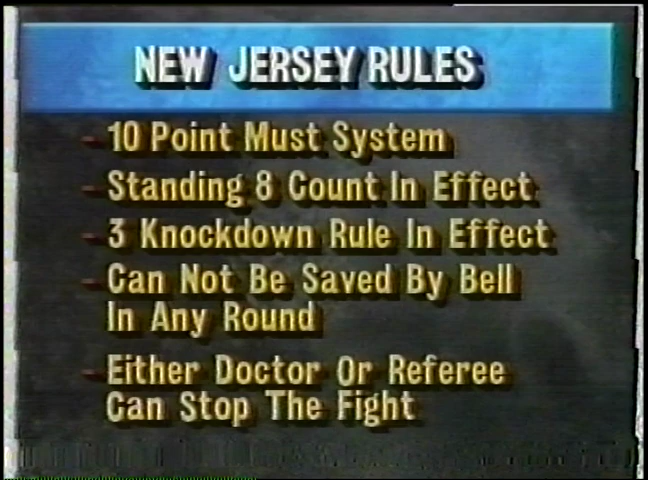 NEW JERSEY RULES
- 10 Point Must System
- Standing 8 Count In Effect
- 3 Knockdown Rule In Effect
- Can Not Be Saved By Bell
In Any Round
- Either Doctor Or Referee
Can Stop The Fight